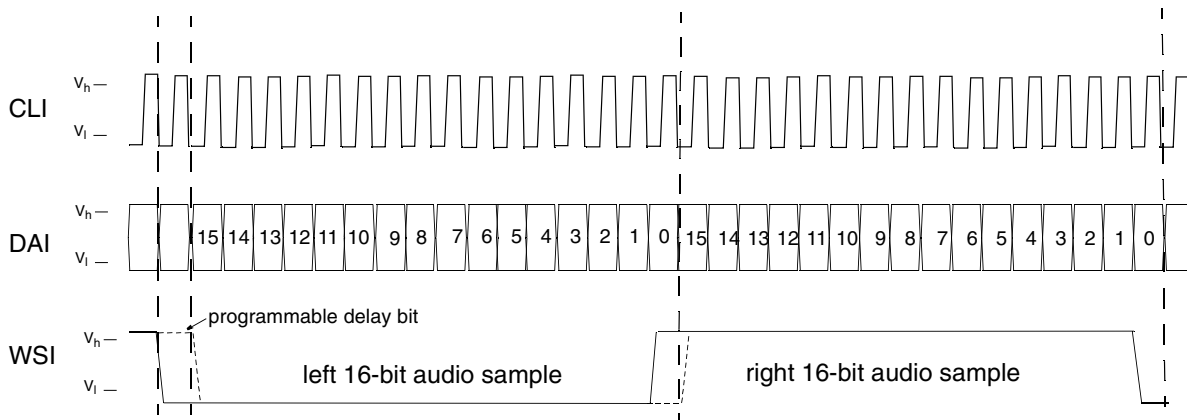 Vh
CLI
Vl
Vh
DAI
15 14 13 12 11 10 9 8 7 6 5 4 3 2 1 0 15 14 13 12 11 10 9 8 7 6 5 4 3 2 1 0
Vl
programmable delay bit
Vh
WSI
left 16-bit audio sample
right 16-bit audio sample
Vl